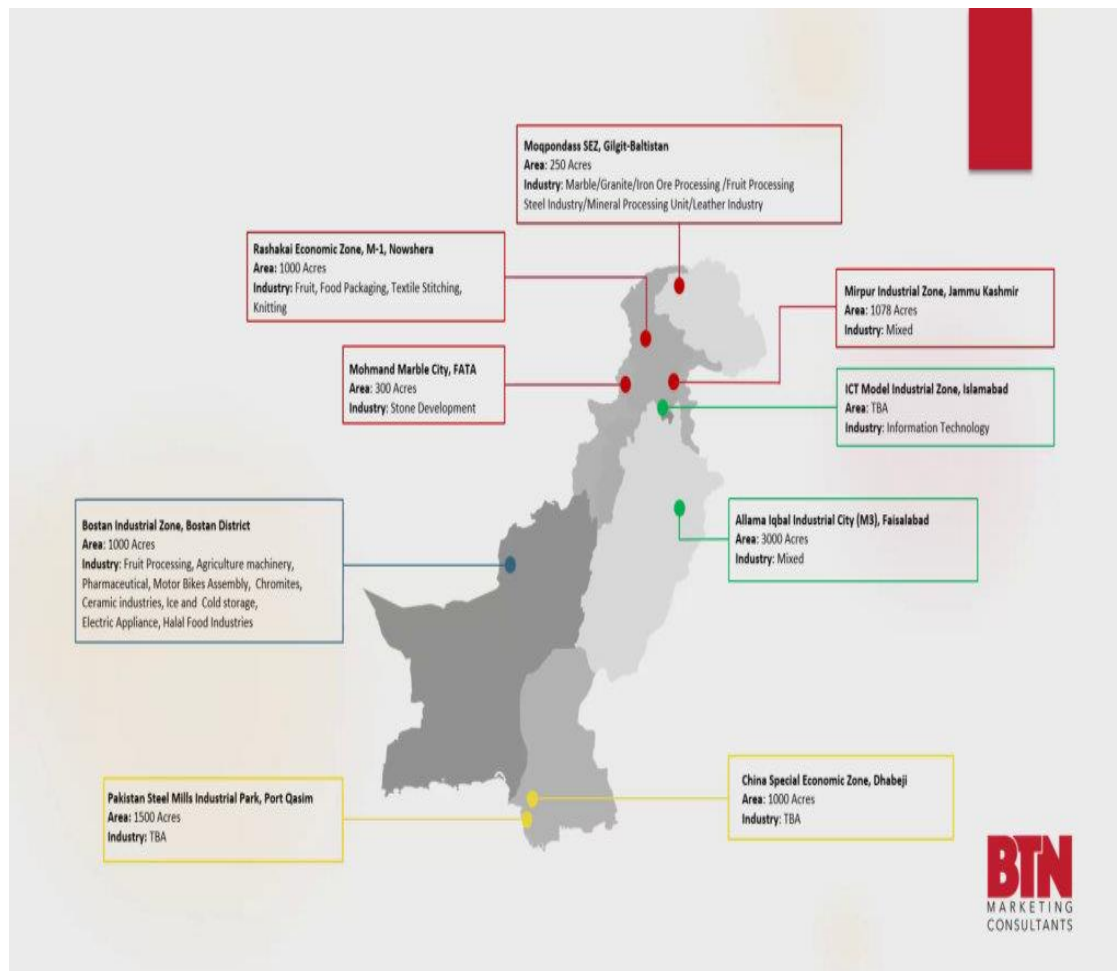 Moqpondass SEZ, Gilgit-Baltistan
Area: 250 Acres
Industry: Marble/Granite/Iron Ore Processing /Fruit Processing
Steel Industry/Mineral Processing Unit/Leather Industry
Rashakai Economic Zone, M-1, Nowshera
Area: 1000 Acres
Industry: Fruit, Food Packaging, Textile Stitching,
Knitting
Mirpur Industrial Zone, Jammu Kashmir
Area: 1078 Acres
Industry: Mixed
Mohmand Marble City, FATA
Area: 300 Acres
Industry: Stone Development
ICT Model Industrial Zone, Islamabad
Area: TBA
Industry: Information Technology
Bostan Industrial Zone, Bostan District
Area: 1000 Acres
Industry: Fruit Processing, Agriculture machinery,
Pharmaceutical, Motor Bikes Assembly, Chromites,
Ceramic industries, Ice and Cold storage,
Electric Appliance, Halal Food Industries
Allama Iqbal Industrial City (M3), Faisalabad
Area: 3000 Acres
Industry: Mixed
Pakistan Steel Mills Industrial Park, Port Qasim
Area: 1500 Acres
Industry: TBA
China Special Economic Zone, Dhabeji
Area: 1000 Acres
Industry: TBA
BTN
MARKETING
CONSULTANTS